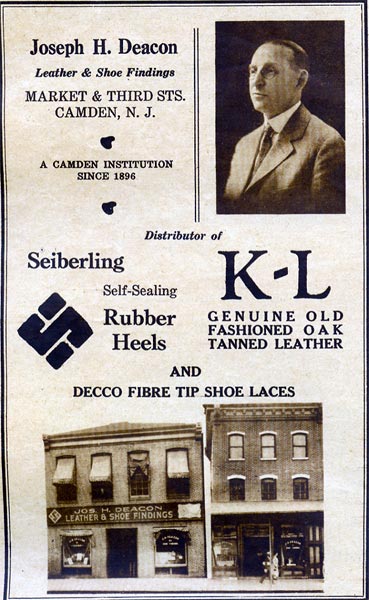 Joseph H. Deacon
Leather & Shoe Findings
MARKET & THIRD STS.
CAMDEN, N. J.
A CAMDEN INSTITUTION
SINCE 1896
Distributor of
Seiberling
Self-Sealing
Rubber
Heels
K-L
GENUINE OLD
FASHIONED OAK
TANNED LEATHER
AND
DECCO FIBRE TIP SHOE LACES
JOS. H. DEACON
LEATHER & SHOE FINDINGS